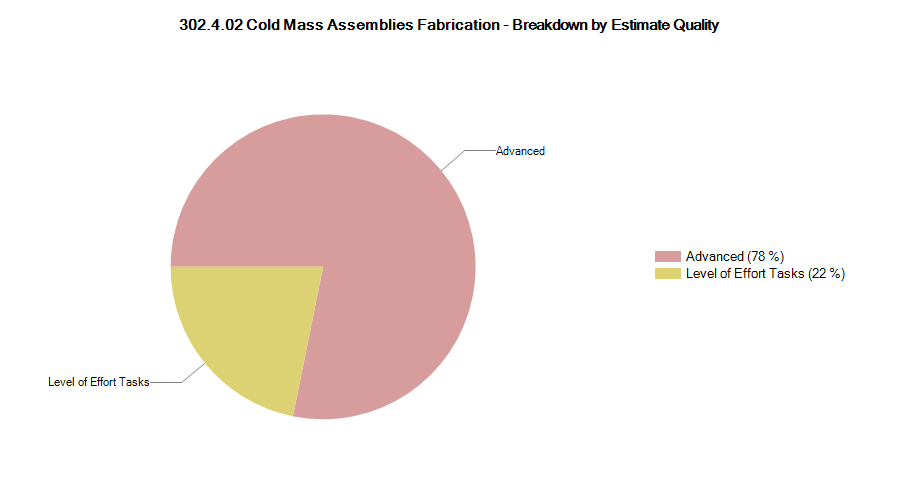 302.4.02 Cold Mass Assemblies Fabrication - Breakdown by Estimate Quality
Advanced
Advanced (78 %)
Level of Effort Tasks (22 %)
Level of Effort Tasks